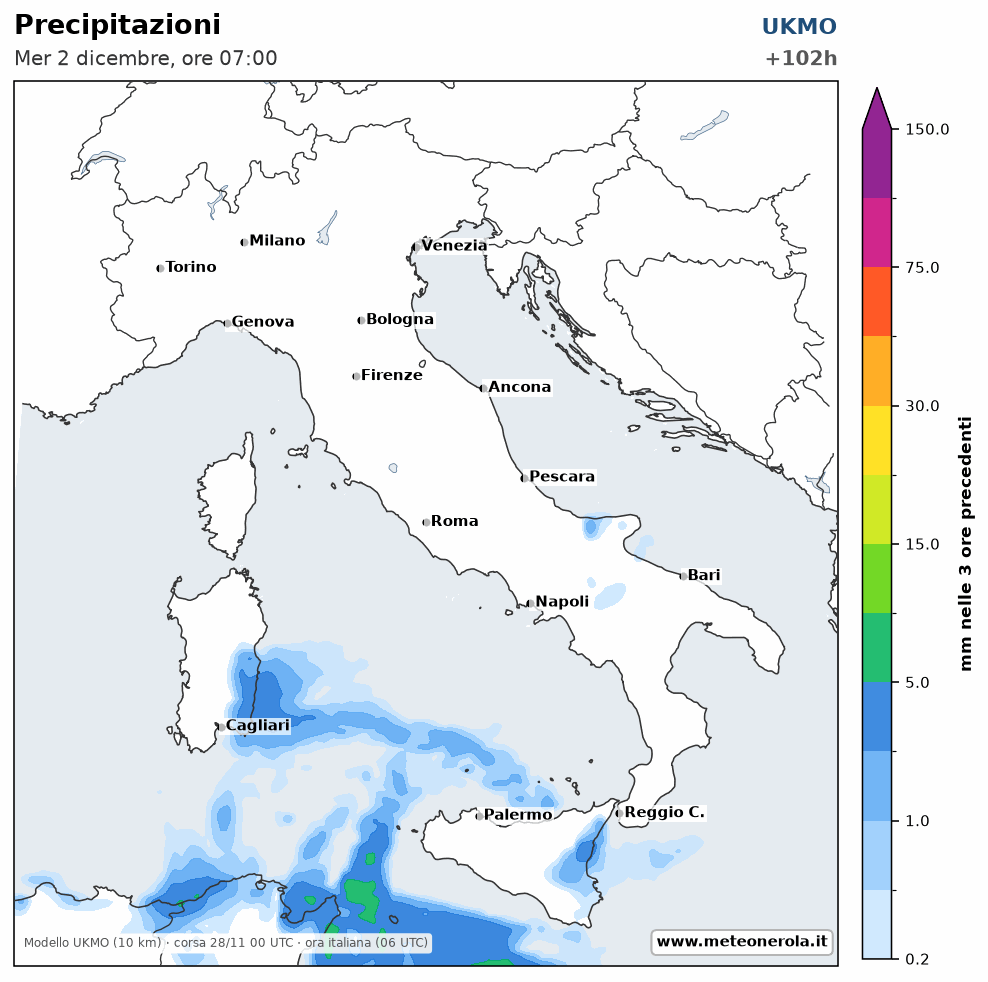 Precipitazioni
UKMO
Mer 2 dicembre, ore 07:00
+102h
150.0
75.0
30.0
15.0
5.0
1.0
0.2
mm nelle 3 ore precedenti
Milano
Venezia
Torino
Genova
Bologna
Firenze
Ancona
Pescara
Roma
Bari
Napoli
Cagliari
Palermo
Reggio C.
Modello UKMO (10 km) · corsa 28/11 00 UTC · ora italiana (06 UTC)
www.meteonerola.it